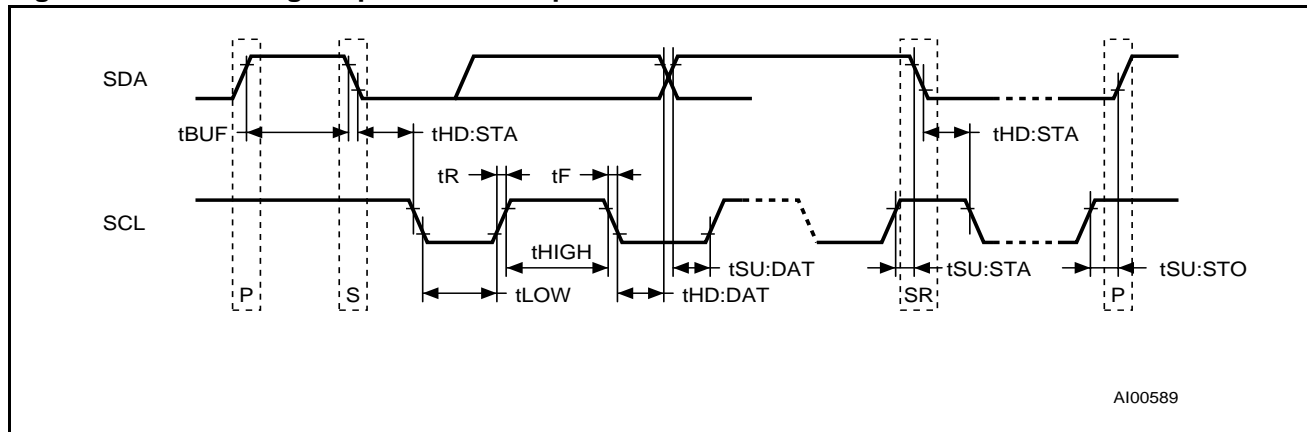 SDA
tBUF
tHD:STA
tHD:STA
tR
tF
SCL
tHIGH
tSU:DAT
tSU:STA
tSU:STO
P
S
tLOW
tHD:DAT
SR
P
AI00589